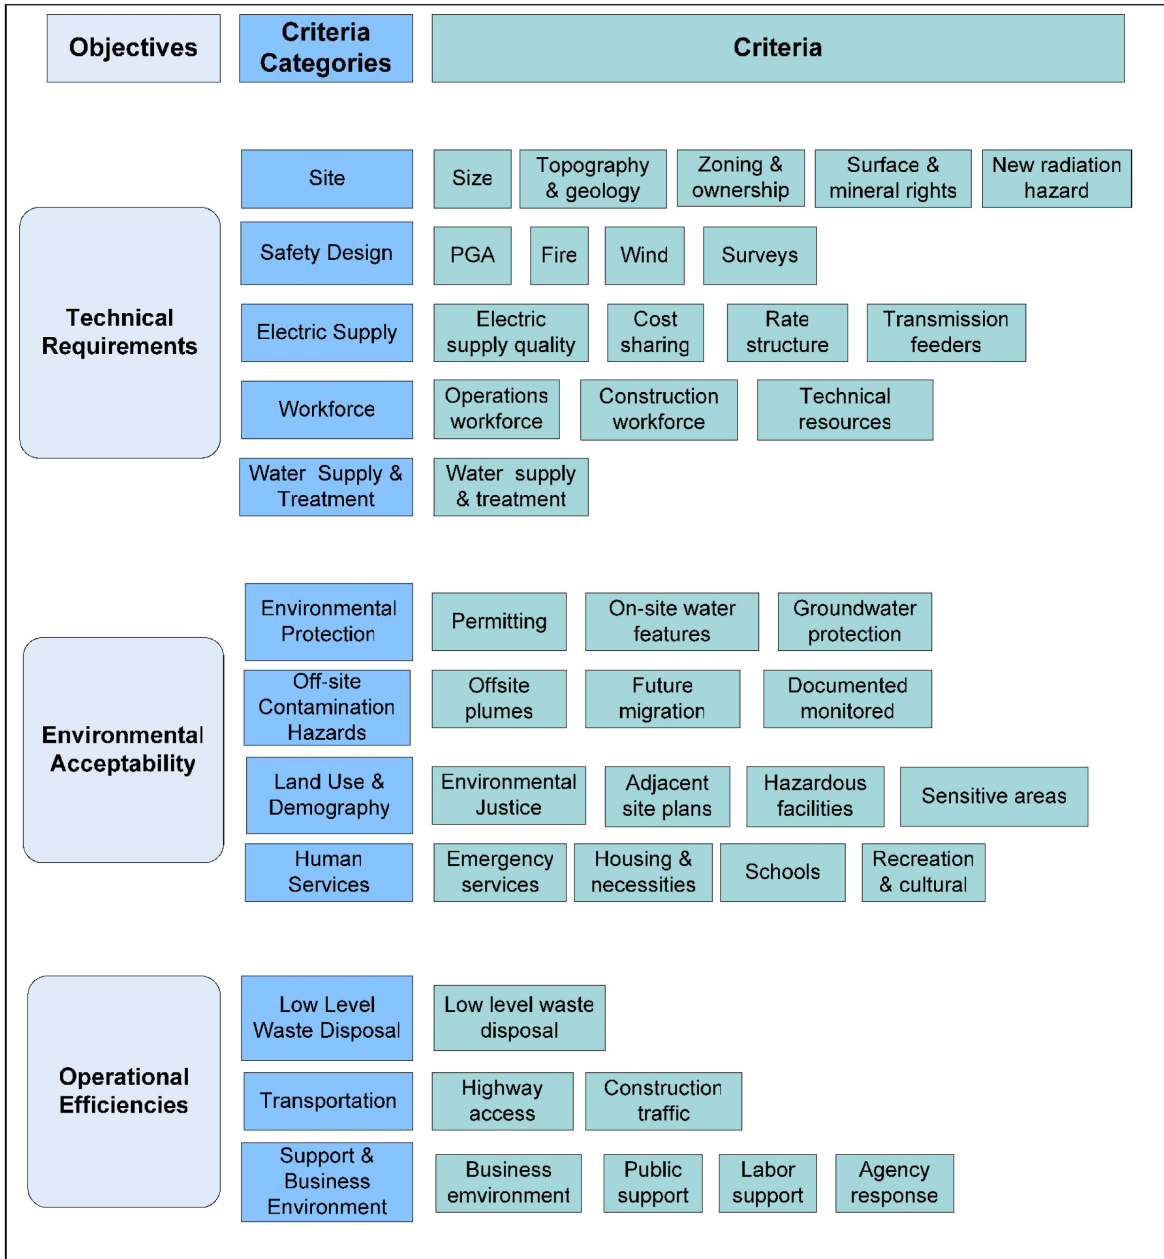 Objectives
Criteria
Categories
Criteria
Technical
Requirements
Site
Size
Topography
& geology
Zoning &
ownership
Surface &
mineral rights
New radiation
hazard
Safety Design
PGA
Fire
Wind
Surveys
Electric Supply
Electric
supply quality
Cost
sharing
Rate
structure
Transmission
feeders
Workforce
Operations
workforce
Construction
workforce
Technical
resources
Water Supply &
Treatment
Water supply
& treatment
Environmental
Acceptability
Environmental
Protection
Permitting
On-site water
features
Groundwater
protection
Off-site
Contamination
Hazards
Offsite
plumes
Future
migration
Documented
monitored
Land Use &
Demography
Environmental
Justice
Adjacent
site plans
Hazardous
facilities
Sensitive areas
Human
Services
Emergency
services
Housing &
necessities
Schools
Recreation
& cultural
Operational
Efficiencies
Low Level
Waste Disposal
Low level waste
disposal
Transportation
Highway
access
Construction
traffic
Support &
Business
Environment
Business
emvironment
Public
support
Labor
support
Agency
response